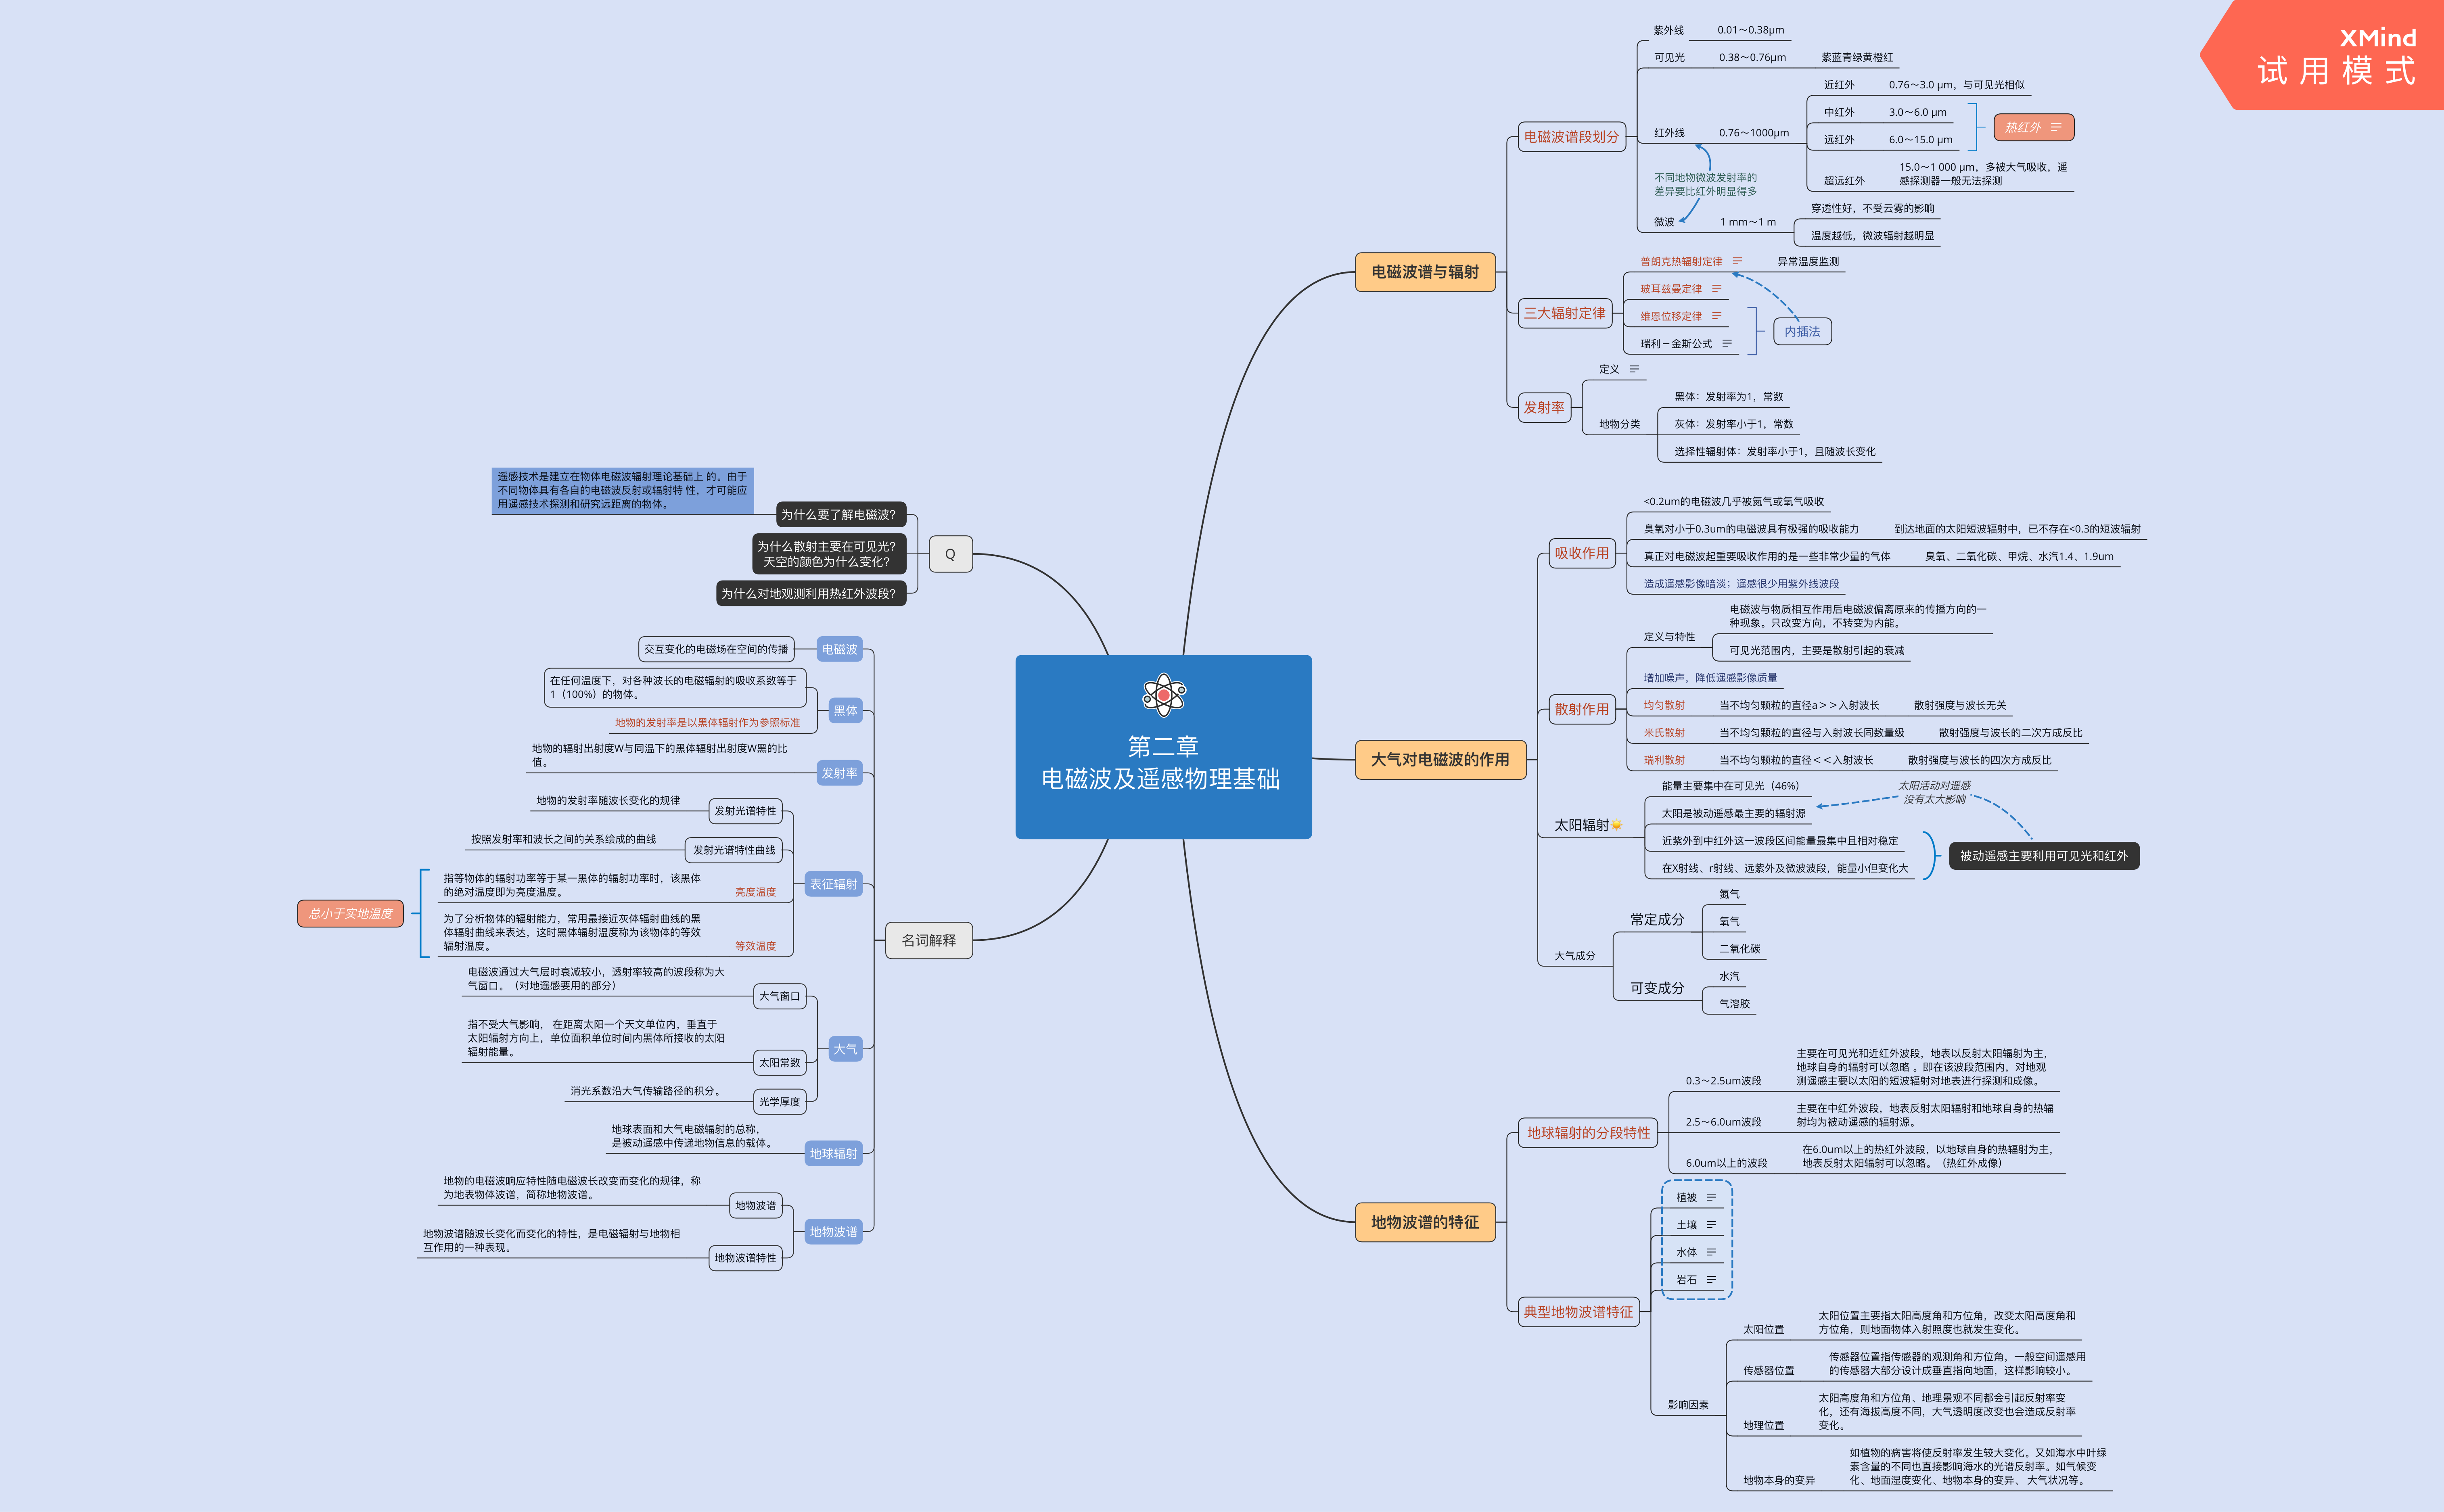 XMind
试用模式
第二章
电磁波及遥感物理基础
电磁波谱与辐射
电磁波谱段划分
紫外线
0.01～0.38μm
可见光
0.38～0.76μm
紫蓝青绿黄橙红
红外线
0.76～1000μm
近红外
0.76～3.0 μm，与可见光相似
中红外
3.0～6.0 μm
远红外
6.0～15.0 μm
热红外
超远红外
15.0～1 000 μm，多被大气吸收，遥
感探测器一般无法探测
不同地物微波发射率的
差异要比红外明显得多
微波
1 mm～1 m
穿透性好，不受云雾的影响
温度越低，微波辐射越明显
三大辐射定律
普朗克热辐射定律
异常温度监测
玻耳兹曼定律
维恩位移定律
瑞利－金斯公式
内插法
发射率
定义
地物分类
黑体：发射率为1，常数
灰体：发射率小于1，常数
选择性辐射体：发射率小于1，且随波长变化
大气对电磁波的作用
吸收作用
<0.2um的电磁波几乎被氮气或氧气吸收
臭氧对小于0.3um的电磁波具有极强的吸收能力
到达地面的太阳短波辐射中，已不存在<0.3的短波辐射
真正对电磁波起重要吸收作用的是一些非常少量的气体
臭氧、二氧化碳、甲烷、水汽1.4、1.9um
造成遥感影像暗淡；遥感很少用紫外线波段
散射作用
定义与特性
电磁波与物质相互作用后电磁波偏离原来的传播方向的一
种现象。只改变方向，不转变为内能。
可见光范围内，主要是散射引起的衰减
增加噪声，降低遥感影像质量
均匀散射
当不均匀颗粒的直径a＞＞入射波长
散射强度与波长无关
米氏散射
当不均匀颗粒的直径与入射波长同数量级
散射强度与波长的二次方成反比
瑞利散射
当不均匀颗粒的直径＜＜入射波长
散射强度与波长的四次方成反比
太阳辐射
能量主要集中在可见光（46%）
太阳是被动遥感最主要的辐射源
近紫外到中红外这一波段区间能量最集中且相对稳定
在X射线、r射线、远紫外及微波波段，能量小但变化大
太阳活动对遥感
没有太大影响
被动遥感主要利用可见光和红外
大气成分
常定成分
氮气
氧气
二氧化碳
可变成分
水汽
气溶胶
地物波谱的特征
地球辐射的分段特性
0.3～2.5um波段
主要在可见光和近红外波段，地表以反射太阳辐射为主，
地球自身的辐射可以忽略 。即在该波段范围内，对地观
测遥感主要以太阳的短波辐射对地表进行探测和成像。
2.5～6.0um波段
主要在中红外波段，地表反射太阳辐射和地球自身的热辐
射均为被动遥感的辐射源。
6.0um以上的波段
在6.0um以上的热红外波段，以地球自身的热辐射为主，
地表反射太阳辐射可以忽略。（热红外成像）
典型地物波谱特征
植被
土壤
水体
岩石
影响因素
太阳位置
太阳位置主要指太阳高度角和方位角，改变太阳高度角和
方位角，则地面物体入射照度也就发生变化。
传感器位置
传感器位置指传感器的观测角和方位角，一般空间遥感用
的传感器大部分设计成垂直指向地面，这样影响较小。
地理位置
太阳高度角和方位角、地理景观不同都会引起反射率变
化，还有海拔高度不同，大气透明度改变也会造成反射率
变化。
地物本身的变异
如植物的病害将使反射率发生较大变化。又如海水中叶绿
素含量的不同也直接影响海水的光谱反射率。如气候变
化、地面湿度变化、地物本身的变异、 大气状况等。
Q
为什么要了解电磁波？
遥感技术是建立在物体电磁波辐射理论基础上 的。由于
不同物体具有各自的电磁波反射或辐射特 性，才可能应
用遥感技术探测和研究远距离的物体。
为什么散射主要在可见光？
天空的颜色为什么变化？
为什么对地观测利用热红外波段？
名词解释
电磁波
交互变化的电磁场在空间的传播
黑体
在任何温度下，对各种波长的电磁辐射的吸收系数等于
1（100%）的物体。
地物的发射率是以黑体辐射作为参照标准
发射率
地物的辐射出射度W与同温下的黑体辐射出射度W黑的比
值。
表征辐射
发射光谱特性
地物的发射率随波长变化的规律
发射光谱特性曲线
按照发射率和波长之间的关系绘成的曲线
亮度温度
指等物体的辐射功率等于某一黑体的辐射功率时，该黑体
的绝对温度即为亮度温度。
等效温度
为了分析物体的辐射能力，常用最接近灰体辐射曲线的黑
体辐射曲线来表达，这时黑体辐射温度称为该物体的等效
辐射温度。
总小于实地温度
大气
大气窗口
电磁波通过大气层时衰减较小，透射率较高的波段称为大
气窗口。（对地遥感要用的部分）
太阳常数
指不受大气影响， 在距离太阳一个天文单位内，垂直于
太阳辐射方向上，单位面积单位时间内黑体所接收的太阳
辐射能量。
光学厚度
消光系数沿大气传输路径的积分。
地球辐射
地球表面和大气电磁辐射的总称，
是被动遥感中传递地物信息的载体。
地物波谱
地物波谱
地物的电磁波响应特性随电磁波长改变而变化的规律，称
为地表物体波谱，简称地物波谱。
地物波谱特性
地物波谱随波长变化而变化的特性，是电磁辐射与地物相
互作用的一种表现。